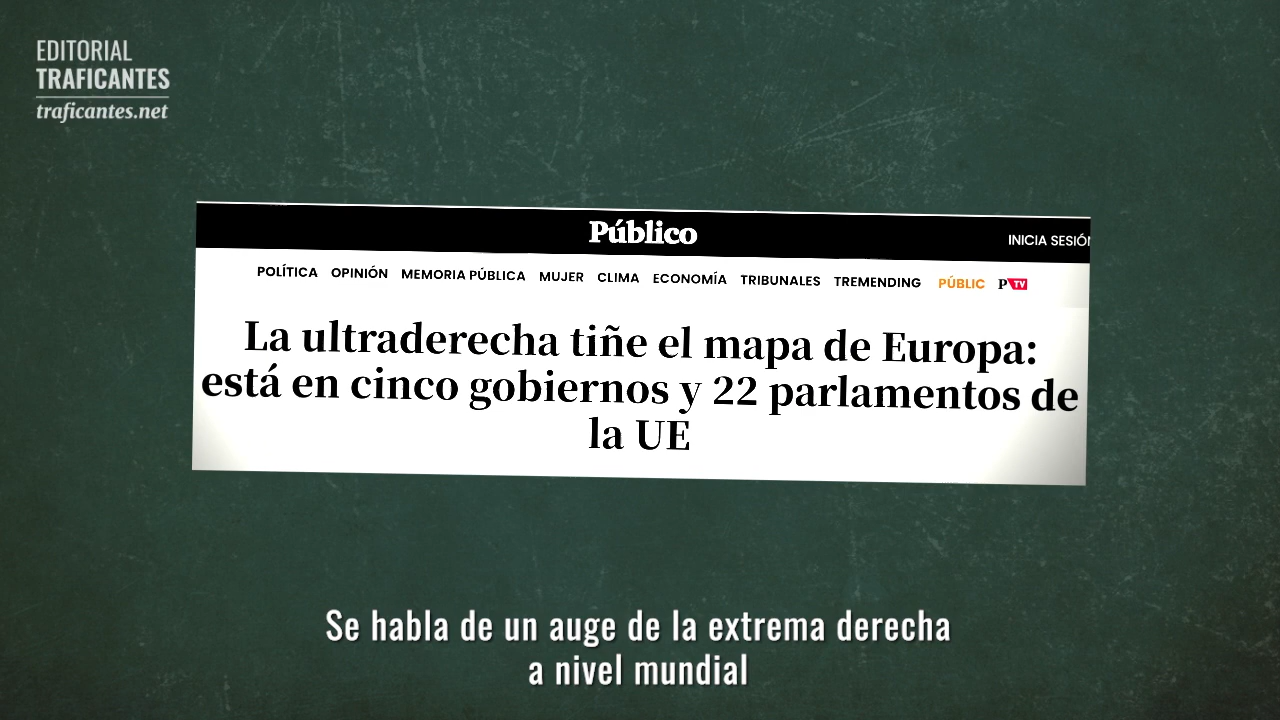 EDITORIAL
TRAFICANTES
traficantes.net
Público
INICIA SESIÓN
POLÍTICA OPINIÓN MEMORIA PÚBLICA MUJER CLIMA ECONOMÍA TRIBUNALES TREMENDING PÚBLIC P TV
La ultraderecha tiñe el mapa de Europa:
está en cinco gobiernos y 22 parlamentos de
la UE
Se habla de un auge de la extrema derecha
a nivel mundial